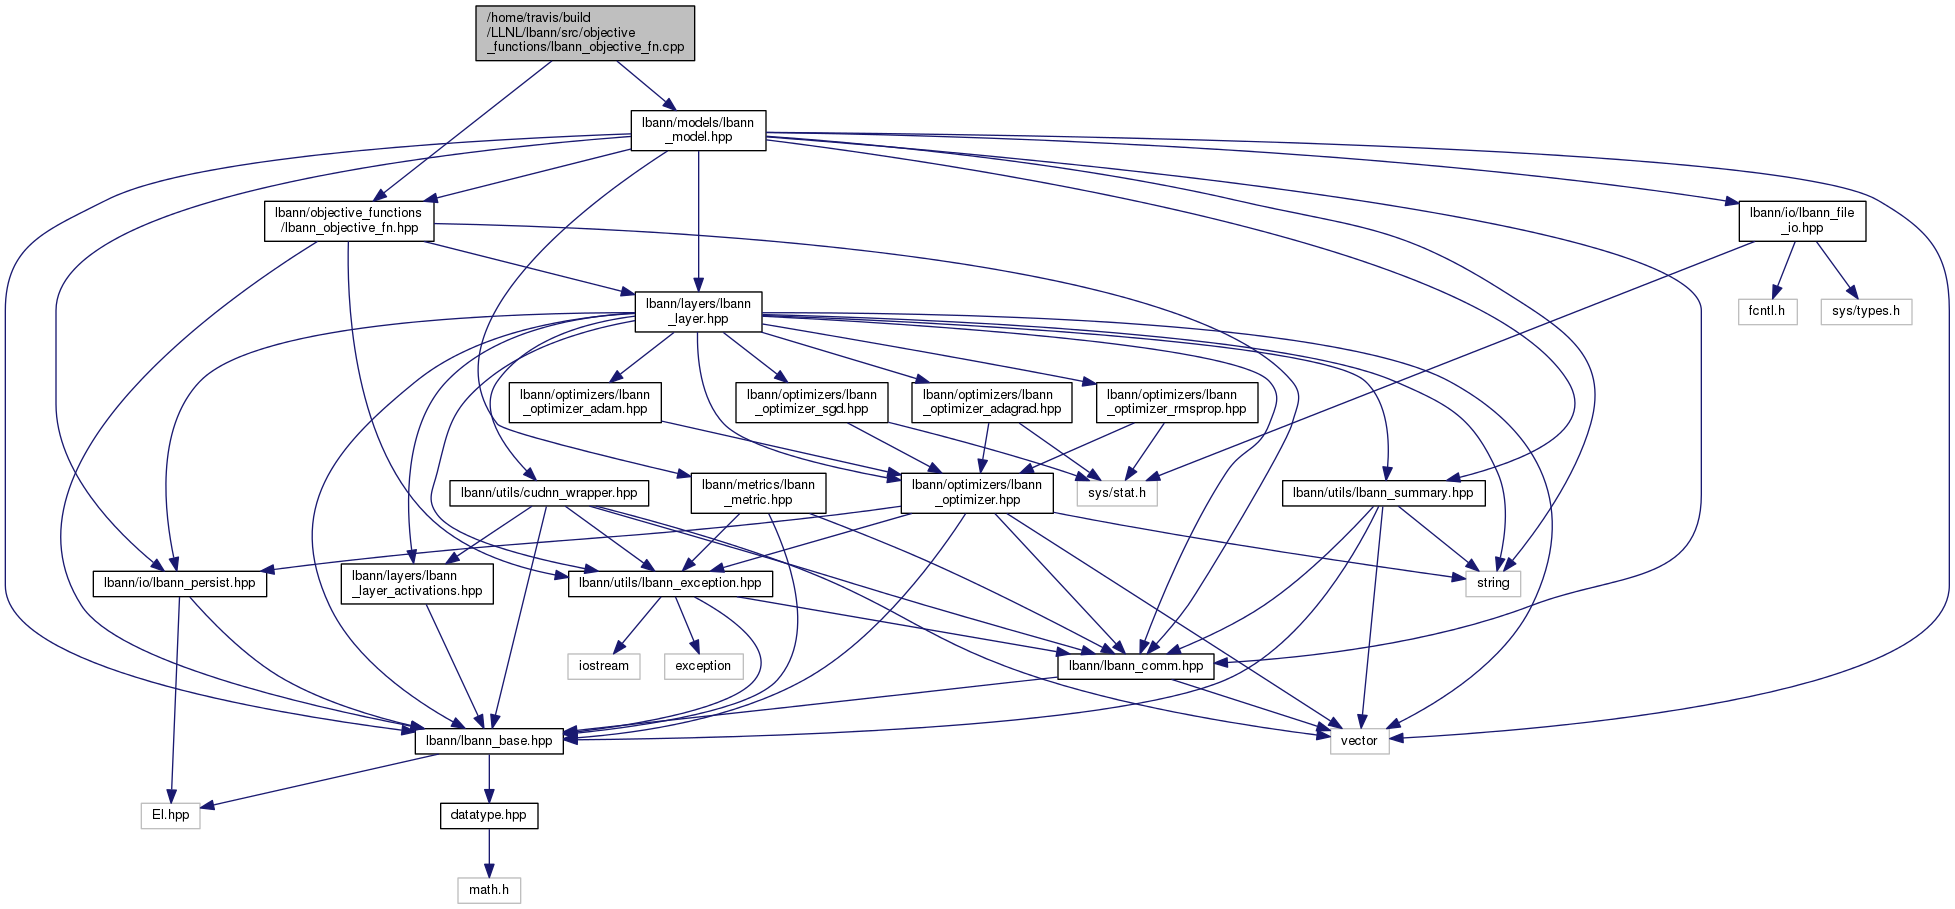 /home/travis/build
/LLNL/lbann/src/objective
_functions/lbann_objective_fn.cpp
lbann/models/lbann
_model.hpp
lbann/objective_functions
/lbann_objective_fn.hpp
lbann/io/lbann_file
_io.hpp
lbann/layers/lbann
_layer.hpp
fcntl.h
sys/types.h
lbann/optimizers/lbann
_optimizer_adam.hpp
lbann/optimizers/lbann
_optimizer_sgd.hpp
lbann/optimizers/lbann
_optimizer_adagrad.hpp
lbann/optimizers/lbann
_optimizer_rmsprop.hpp
lbann/utils/cudnn_wrapper.hpp
lbann/metrics/lbann
_metric.hpp
lbann/optimizers/lbann
_optimizer.hpp
sys/stat.h
lbann/utils/lbann_summary.hpp
lbann/io/lbann_persist.hpp
lbann/layers/lbann
_layer_activations.hpp
lbann/utils/lbann_exception.hpp
string
iostream
exception
lbann/lbann_comm.hpp
lbann/lbann_base.hpp
vector
El.hpp
datatype.hpp
math.h